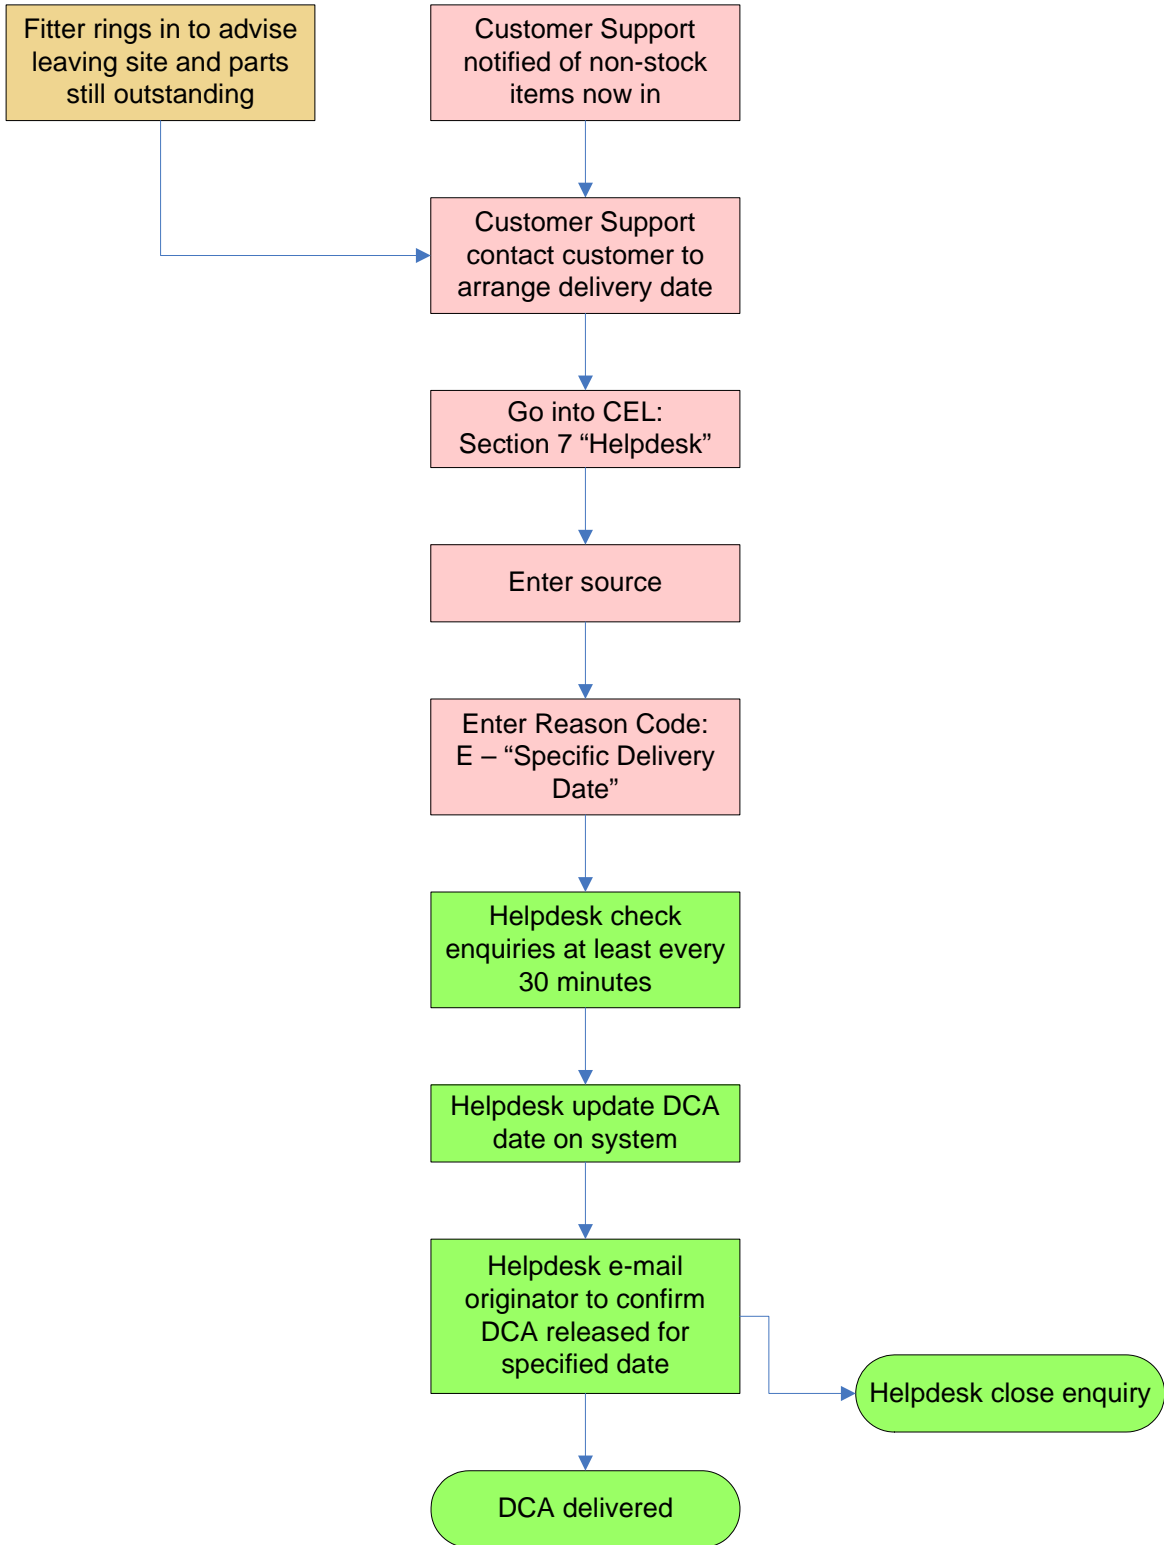 Fitter rings in to advise
leaving site and parts
still outstanding
Customer Support
notified of non-stock
items now in
Customer Support
contact customer to
arrange delivery date
Go into CEL:
Section 7 “Helpdesk”
Enter source
Enter Reason Code:
E – “Specific Delivery
Date”
Helpdesk check
enquiries at least every
30 minutes
Helpdesk update DCA
date on system
Helpdesk e-mail
originator to confirm
DCA released for
specified date
Helpdesk close enquiry
DCA delivered